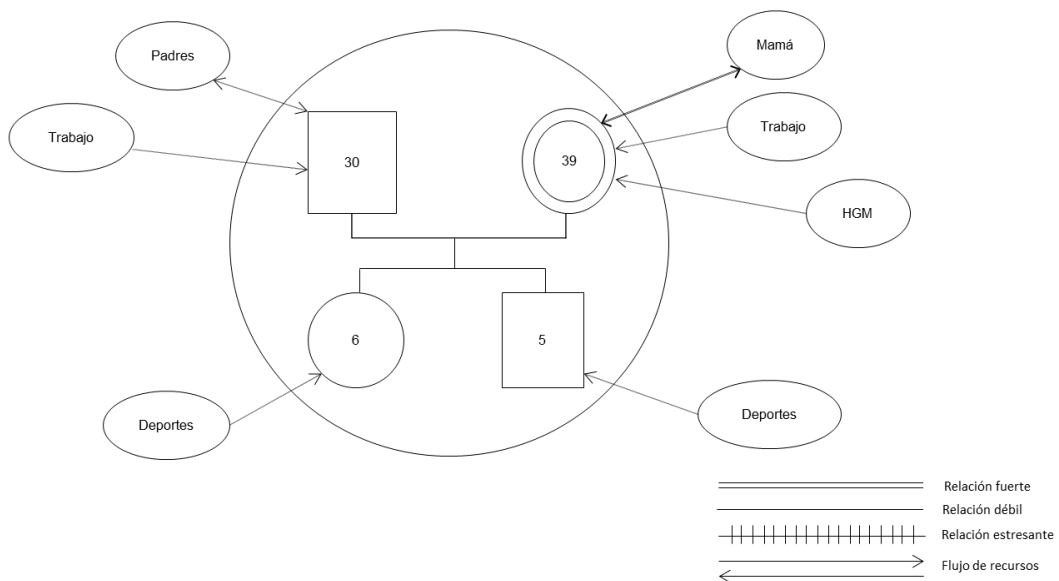 Padres
Mamá
Trabajo
Trabajo
30
39
HGM
6
5
Deportes
Deportes
Relación fuerte
Relación débil
Relación estresante
Flujo de recursos